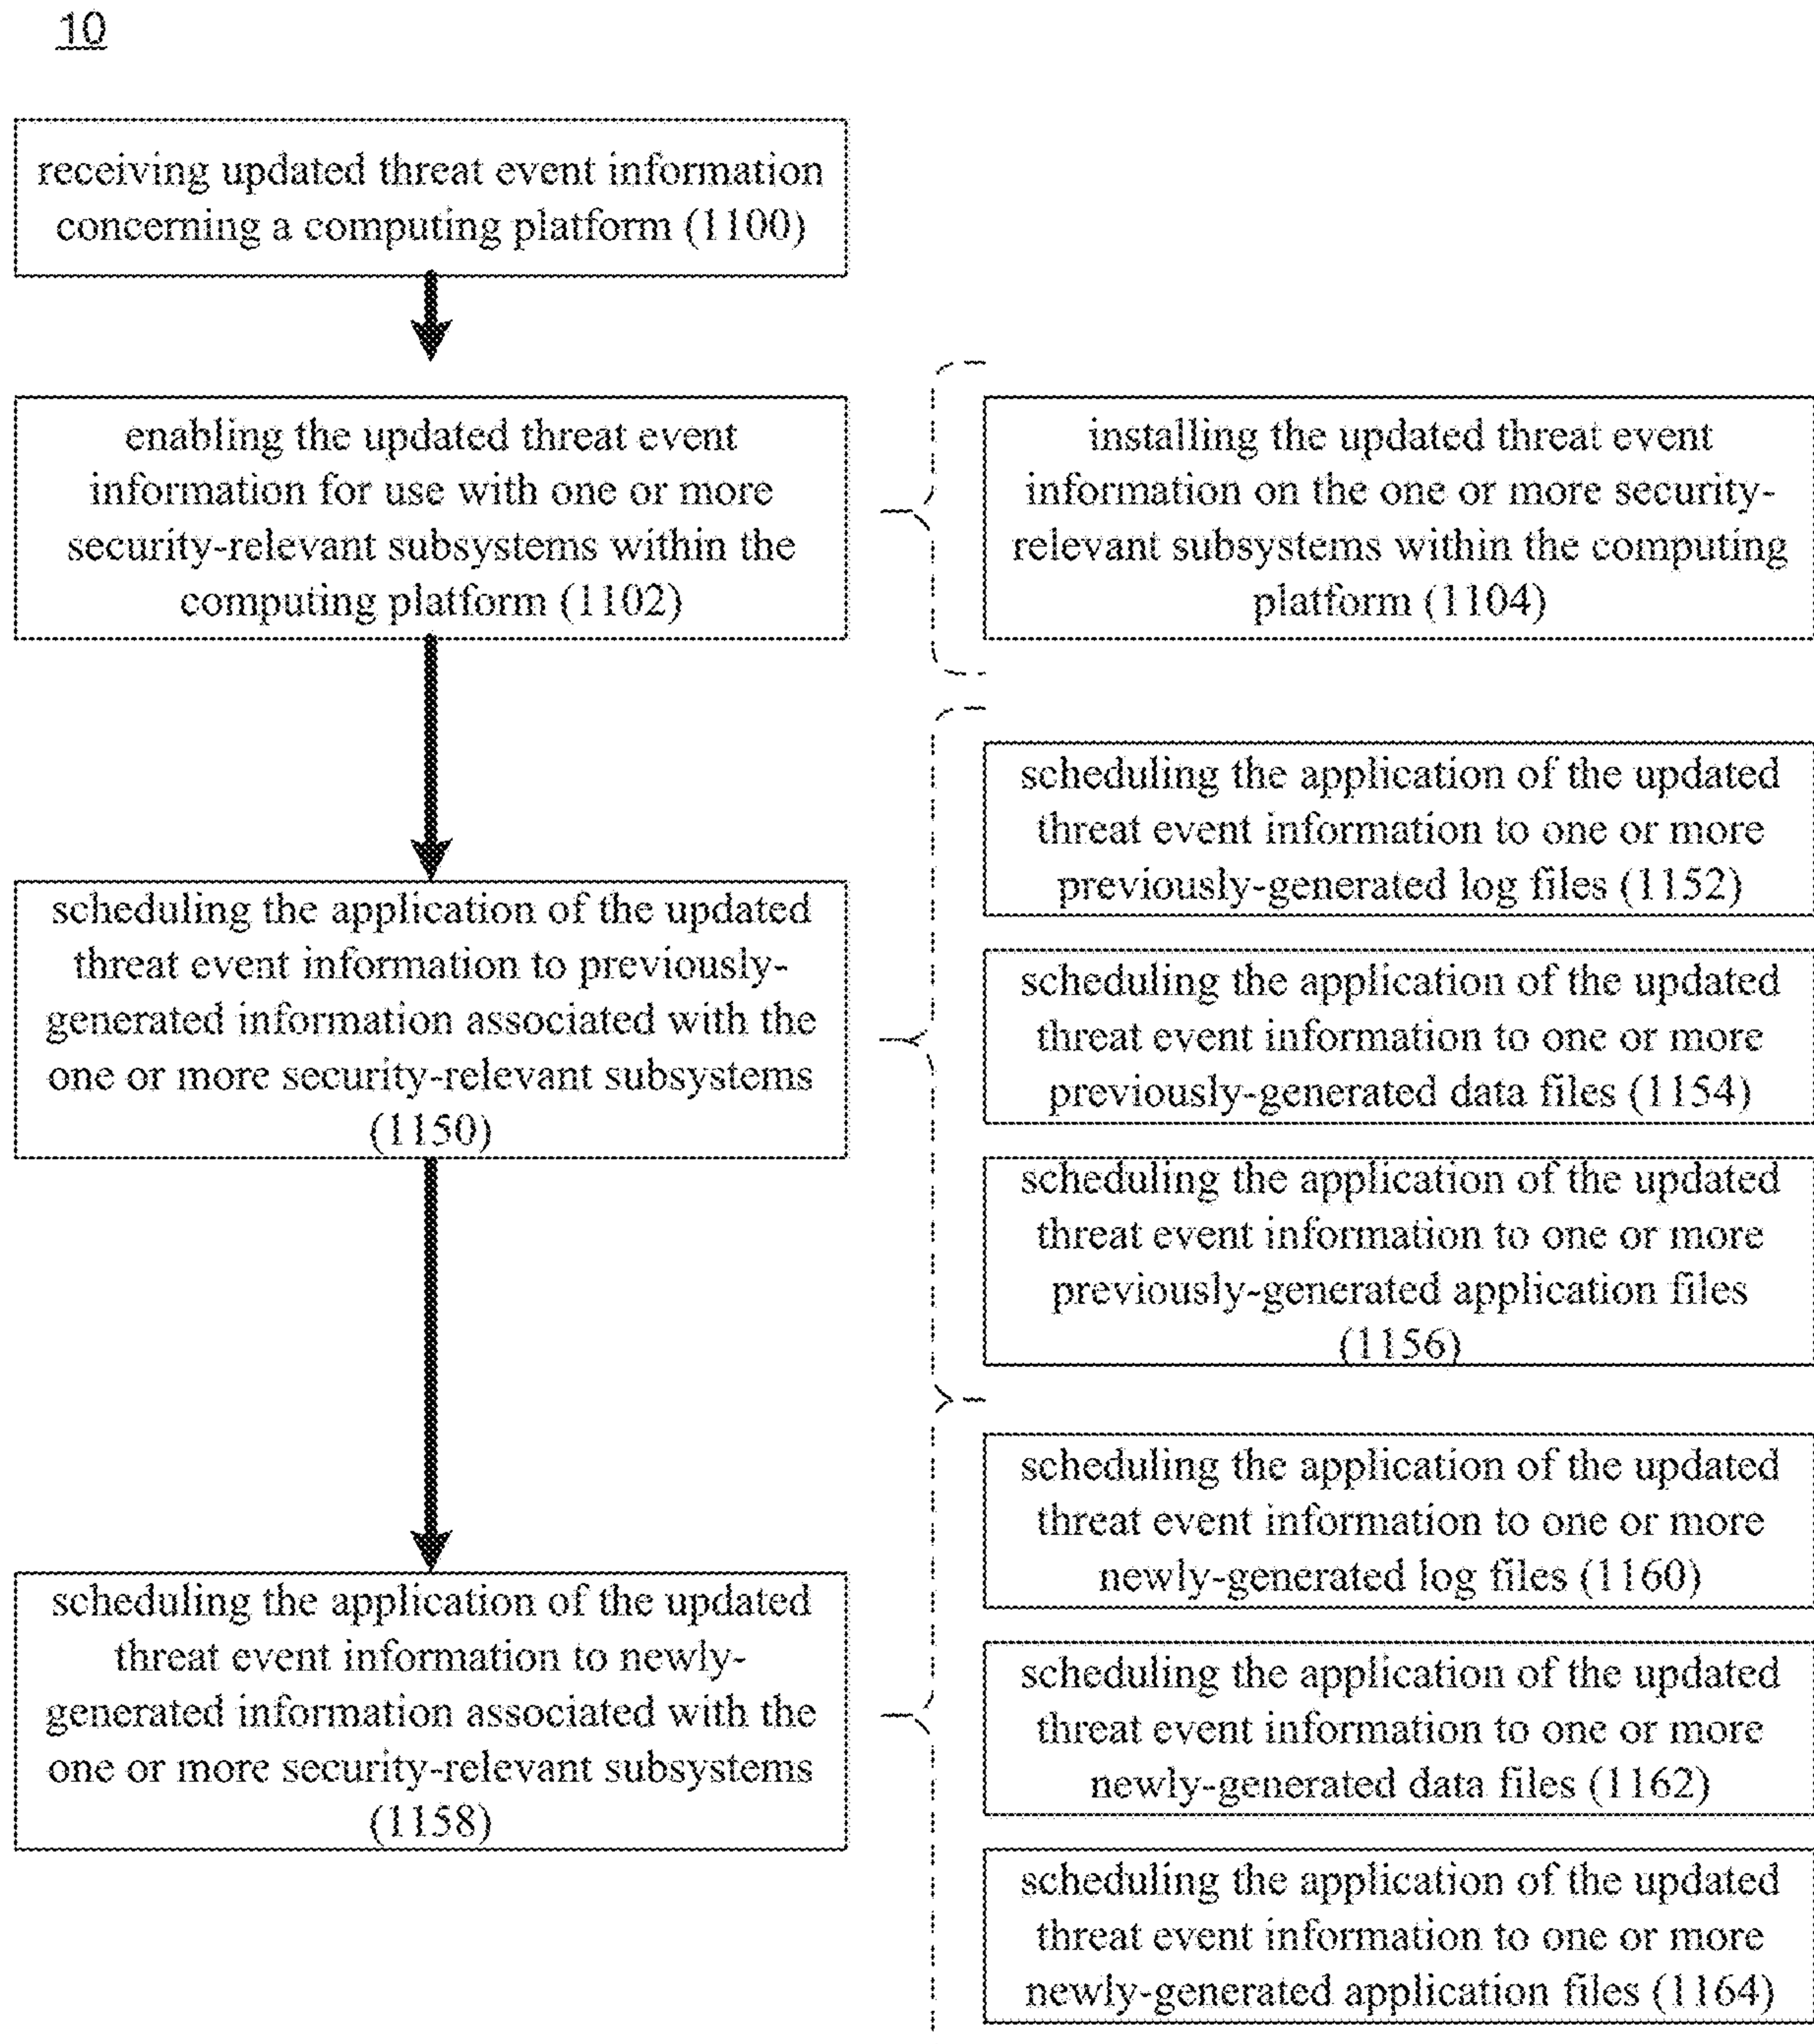 10
receiving updated threat event information
concerning a computing platform (1100)
enabling the updated threat event
information for use with one or more
security-relevant subsystems within the
computing platform (1102)
installing the updated threat event
information on the one or more security-
relevant subsystems within the computing
platform (1104)
scheduling the application of the updated
threat event information to previously-
generated information associated with the
one or more security-relevant subsystems
(1150)
scheduling the application of the updated
threat event information to one or more
previously-generated log files (1152)
scheduling the application of the updated
threat event information to one or more
previously-generated data files (1154)
scheduling the application of the updated
threat event information to one or more
previously-generated application files
(1156)
scheduling the application of the updated
threat event information to newly-
generated information associated with the
one or more security-relevant subsystems
(1158)
scheduling the application of the updated
threat event information to one or more
newly-generated log files (1160)
scheduling the application of the updated
threat event information to one or more
newly-generated data files (1162)
scheduling the application of the updated
threat event information to one or more
newly-generated application files (1164)